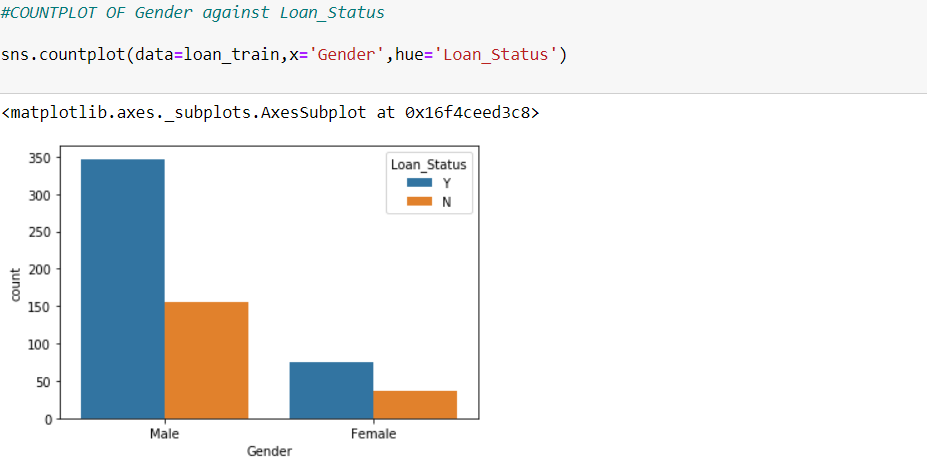 #COUNTPLOT OF Gender against Loan_Status
sns.countplot(data=loan_train,x='Gender',hue='Loan_Status')
<matplotlib.axes._subplots.AxesSubplot at 0x16f4ceed3c8>
Loan_Status
Y
N
350
300
250
200
150
100
50
0
count
Male
Female
Gender